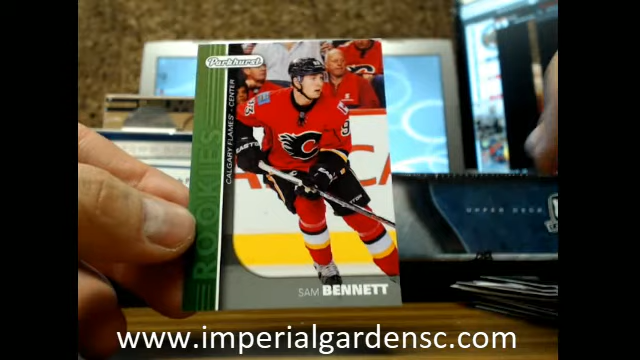 Parkhurst
CALGARY FLAMES® - CENTER
ROOKIES
SAM BENNETT
UPPER DECK
www.imperialgardensc.com